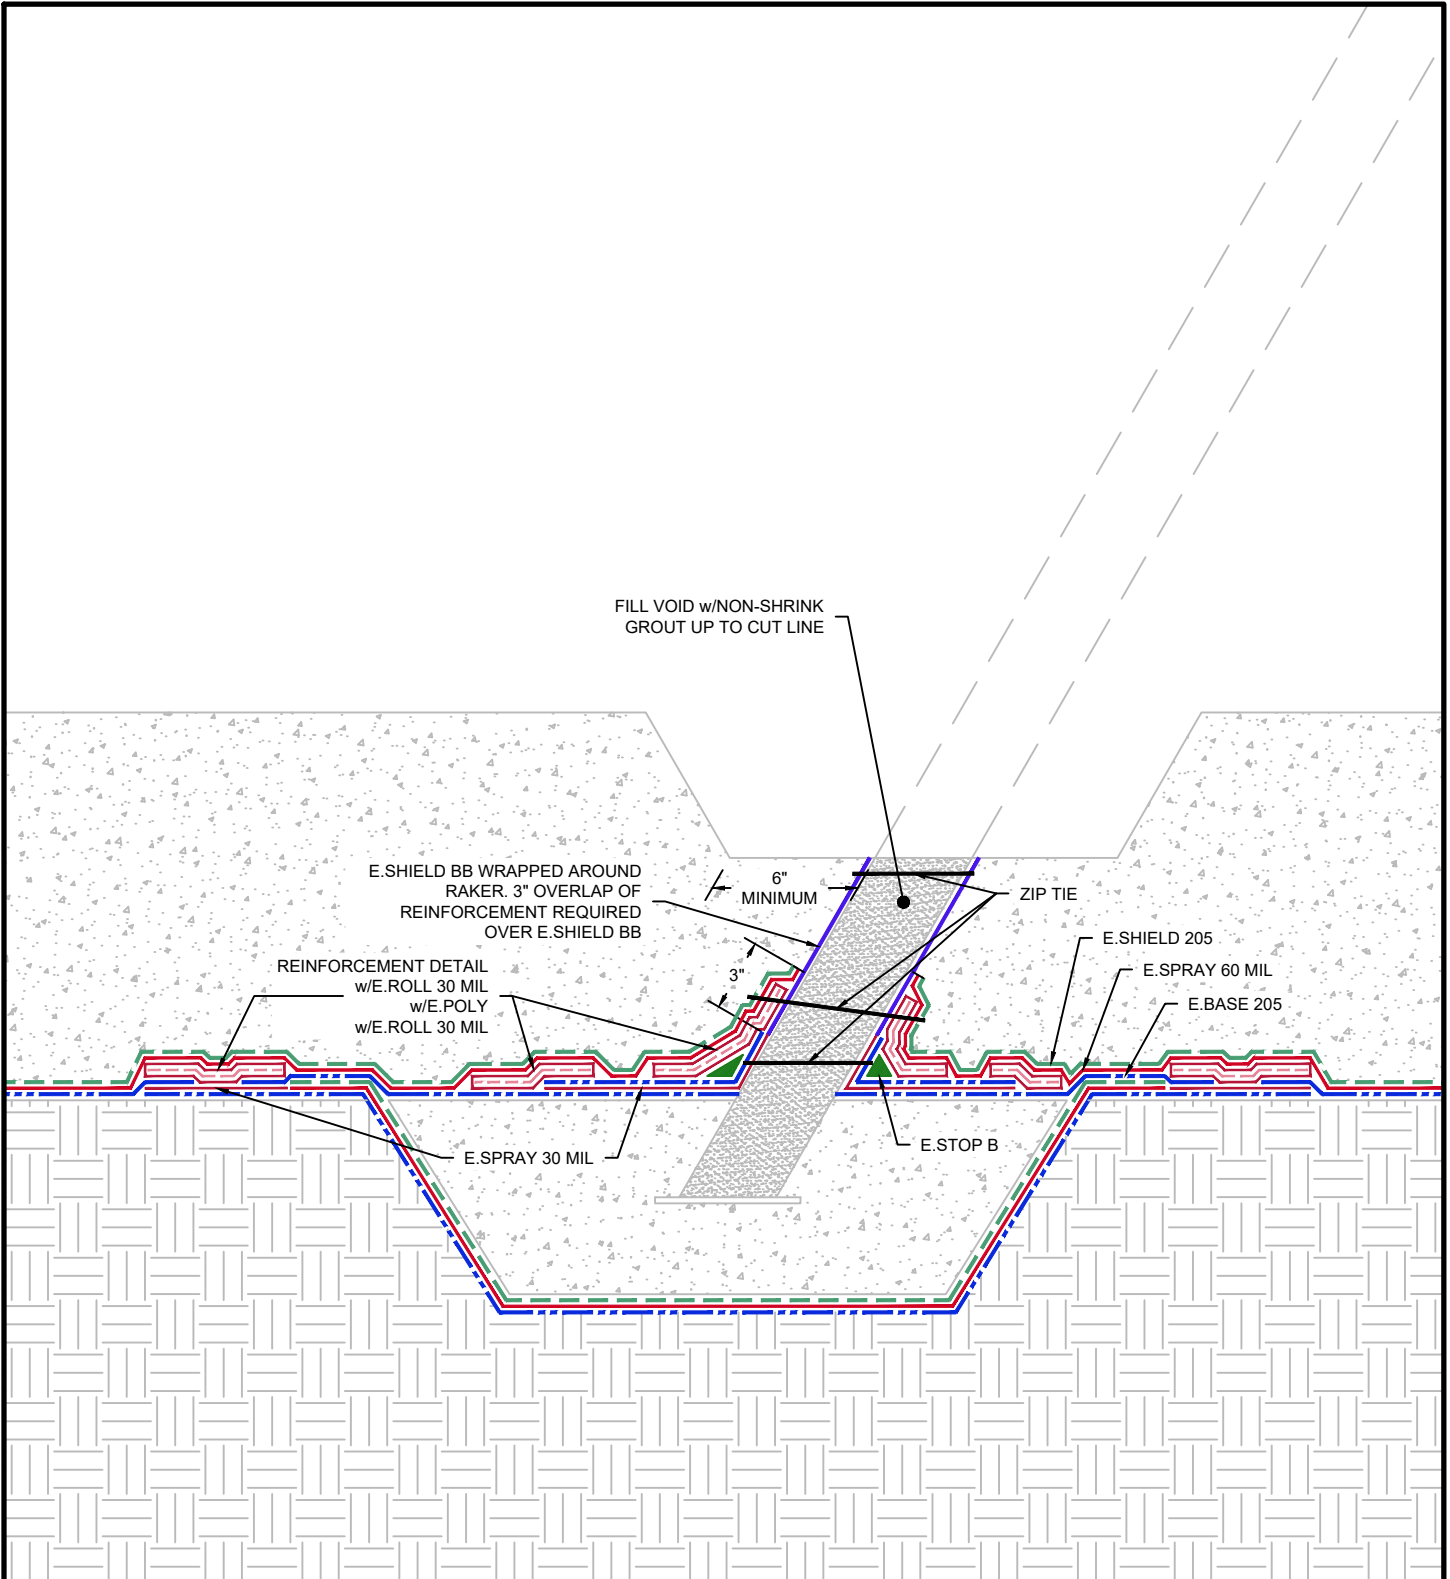 FILL VOID w/NON-SHRINK
GROUT UP TO CUT LINE
E.SHIELD BB WRAPPED AROUND
RAKER. 3" OVERLAP OF
REINFORCEMENT REQUIRED
OVER E.SHIELD BB
6"
MINIMUM
ZIP TIE
E.SHIELD 205
E.SPRAY 60 MIL
E.BASE 205
3"
REINFORCEMENT DETAIL
w/E.ROLL 30 MIL
w/E.POLY
w/E.ROLL 30 MIL
E.SPRAY 30 MIL
E.STOP B